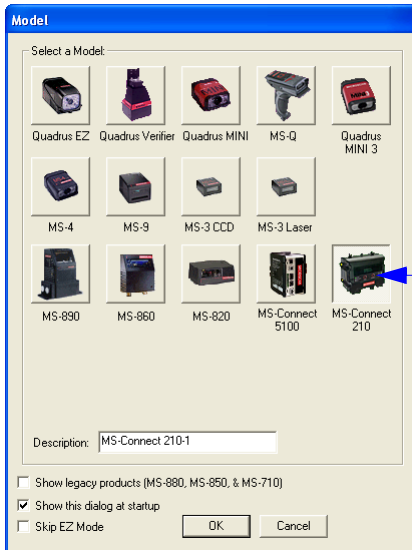 Model
Select a Model:
Quadrus EZ Quadrus Verifier Quadrus MINI MS-Q Quadrus MINI 3
MS-4 MS-9 MS-3 CCD MS-3 Laser
MS-890 MS-860 MS-820 MS-Connect 5100 MS-Connect 210
Description: MS-Connect 210-1
Show legacy products (MS-880, MS-850, & MS-710)
Show this dialog at startup
Skip EZ Mode OK Cancel